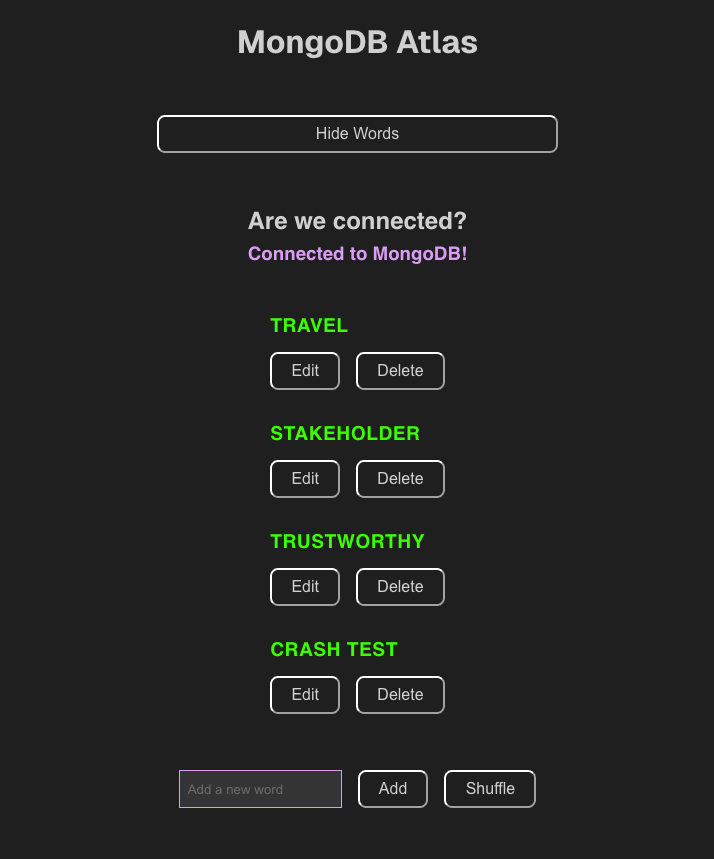 MongoDB Atlas
Hide Words
Are we connected?
Connected to MongoDB!
TRAVEL
Edit Delete
STAKEHOLDER
Edit Delete
TRUSTWORTHY
Edit Delete
CRASH TEST
Edit Delete
Add a new word Add Shuffle